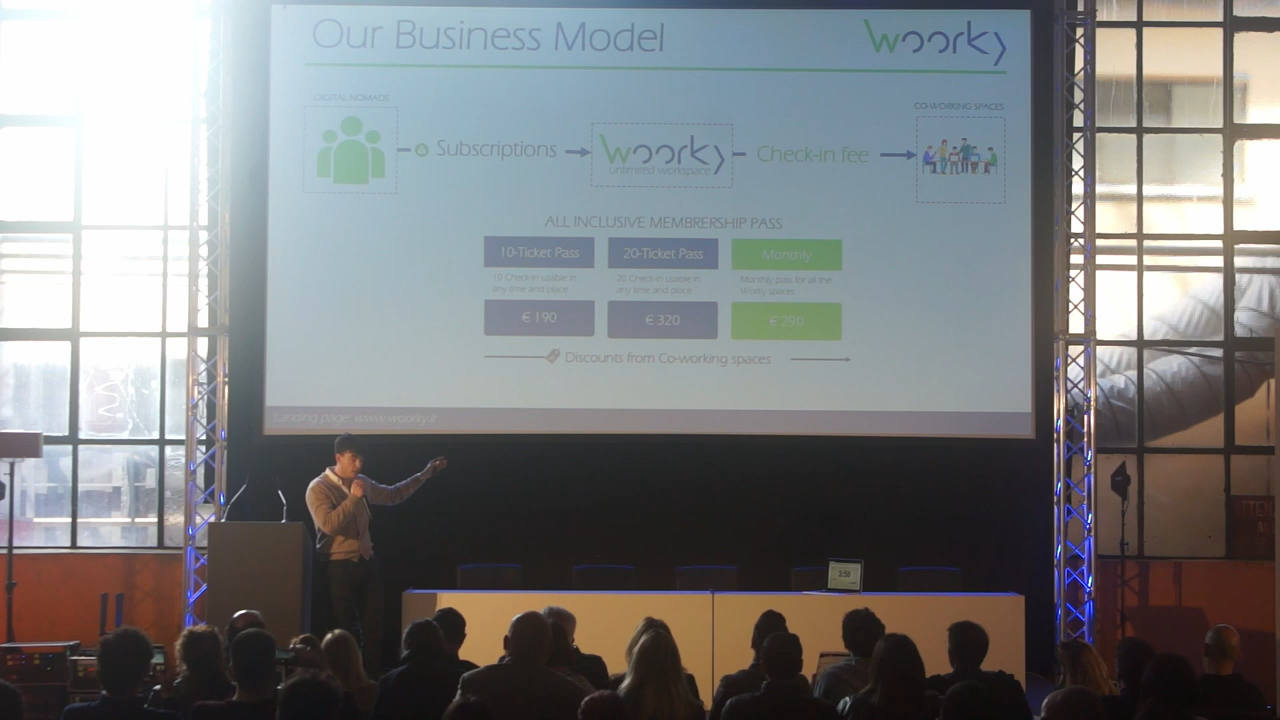 Our Business Model
woorky
DIGITAL NOMADS
CO-WORKING SPACES
Subscriptions
woorky
unlimited workspace
Check-in fee
ALL INCLUSIVE MEMBRERSHIP PASS
10-Ticket Pass
20-Ticket Pass
Monthly
10 Check-in usable in
any time and place
20 Check-in usable in
any time and place
Monthly pass for all the
Worky spaces
€ 190
€ 320
€ 290
Discounts from Co-working spaces
Landing page: www.woorky.it